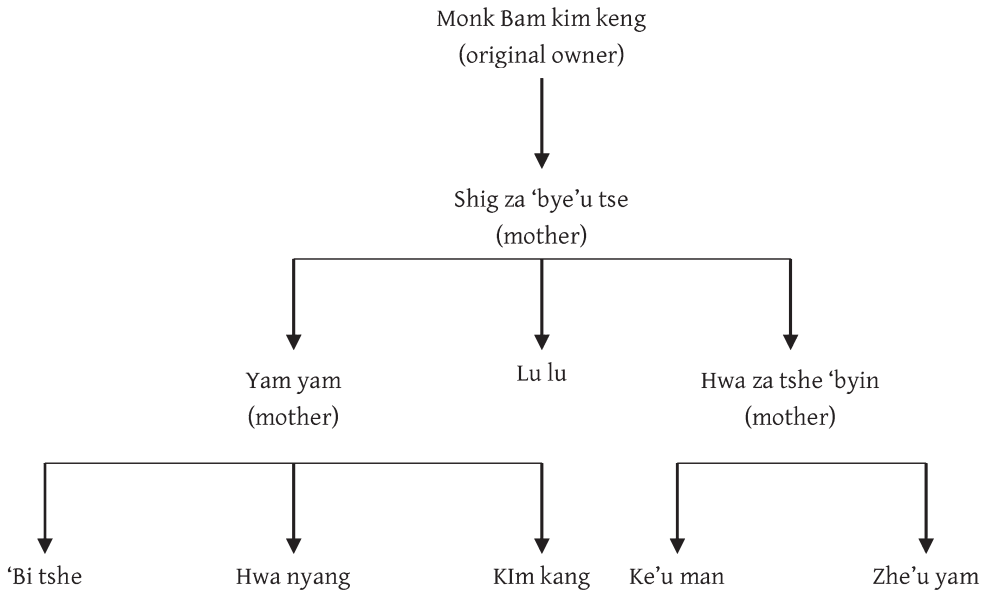 Monk Bam kim keng
(original owner)
Shig za ‘bye’u tse
(mother)
Yam yam
(mother)
Lu lu
Hwa za tshe ‘byin
(mother)
‘Bi tshe
Hwa nyang
KIm kang
Ke’u man
Zhe’u yam